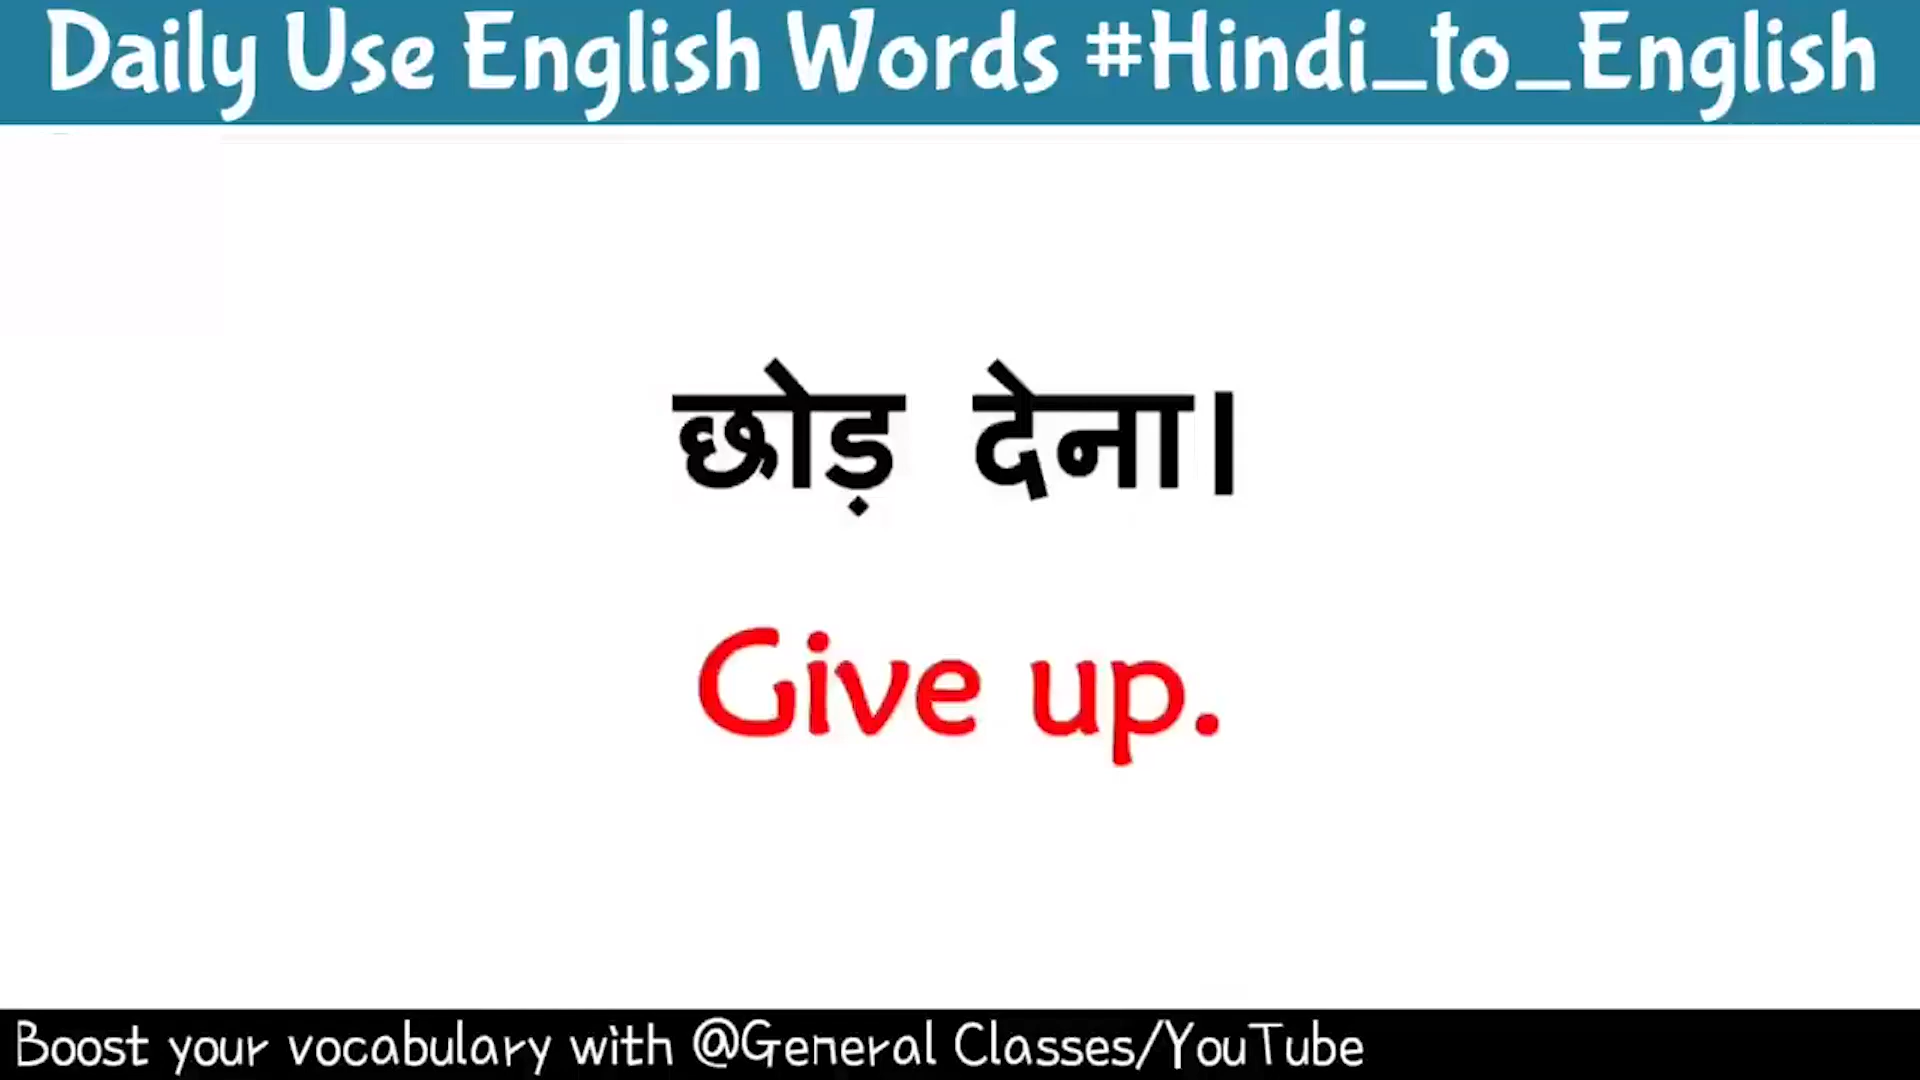 Daily Use English Words #Hindi_to_English
छोड़ देना।
Give up.
Boost your vocabulary with @General Classes/YouTube